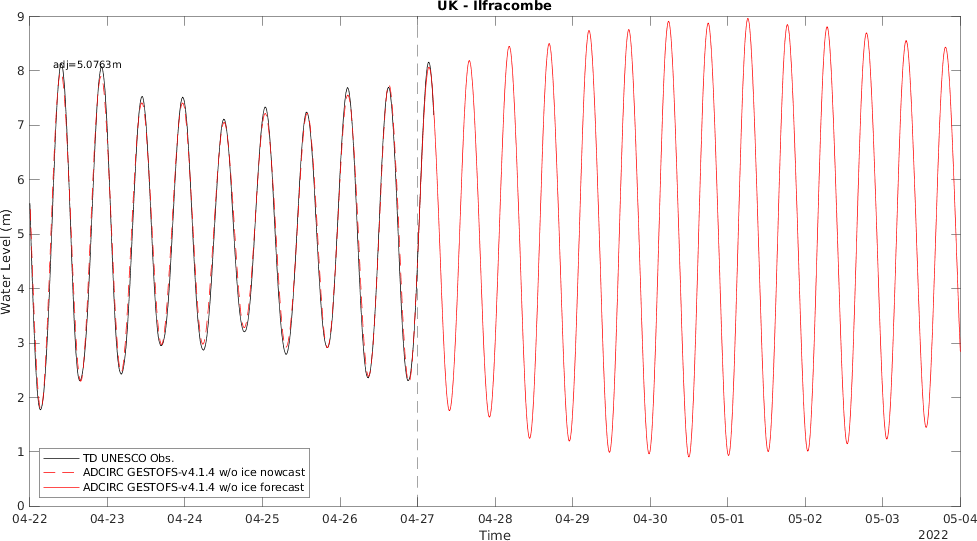 UK - Ilfracombe
9
8
7
6
5
4
3
2
1
0
Water Level (m)
adj=5.0763m
TD UNESCO Obs.
ADCIRC GESTOFS-v4.1.4 w/o ice nowcast
ADCIRC GESTOFS-v4.1.4 w/o ice forecast
04-22 04-23 04-24 04-25 04-26 04-27 04-28 04-29 04-30 05-01 05-02 05-03 05-04
Time
2022